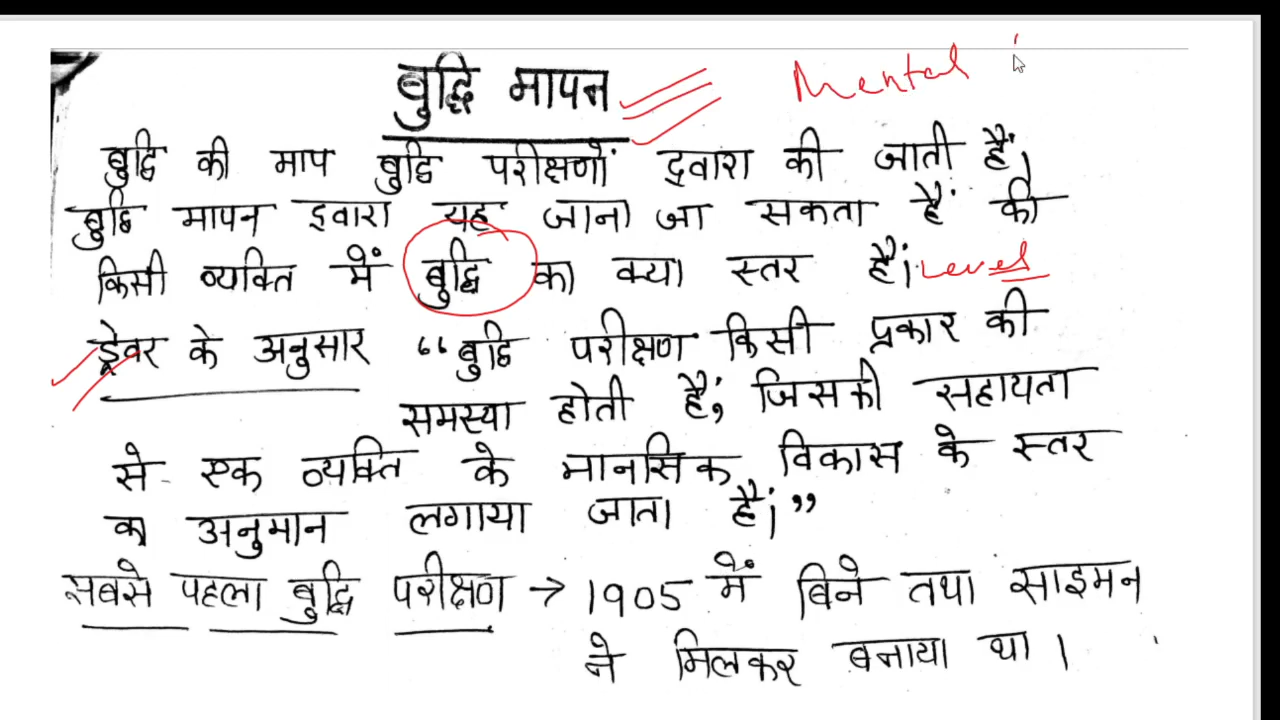 बुद्धि मापन
Mental
बुद्धि की माप बुद्धि परीक्षणों द्वारा की जाती हैं।
बुद्धि मापन द्वारा यह जाना जा सकता हैं की
किसी व्यक्ति में बुद्धि का क्या स्तर हैं। Level
ड्रेवर के अनुसार “बुद्धि परीक्षण किसी प्रकार की
समस्या होती हैं; जिसकी सहायता
से एक व्यक्ति के मानसिक विकास के स्तर
का अनुमान लगाया जाता हैं।”
सबसे पहला बुद्धि परीक्षण → 1905 में बिने तथा साइमन
ने मिलकर बनाया था।